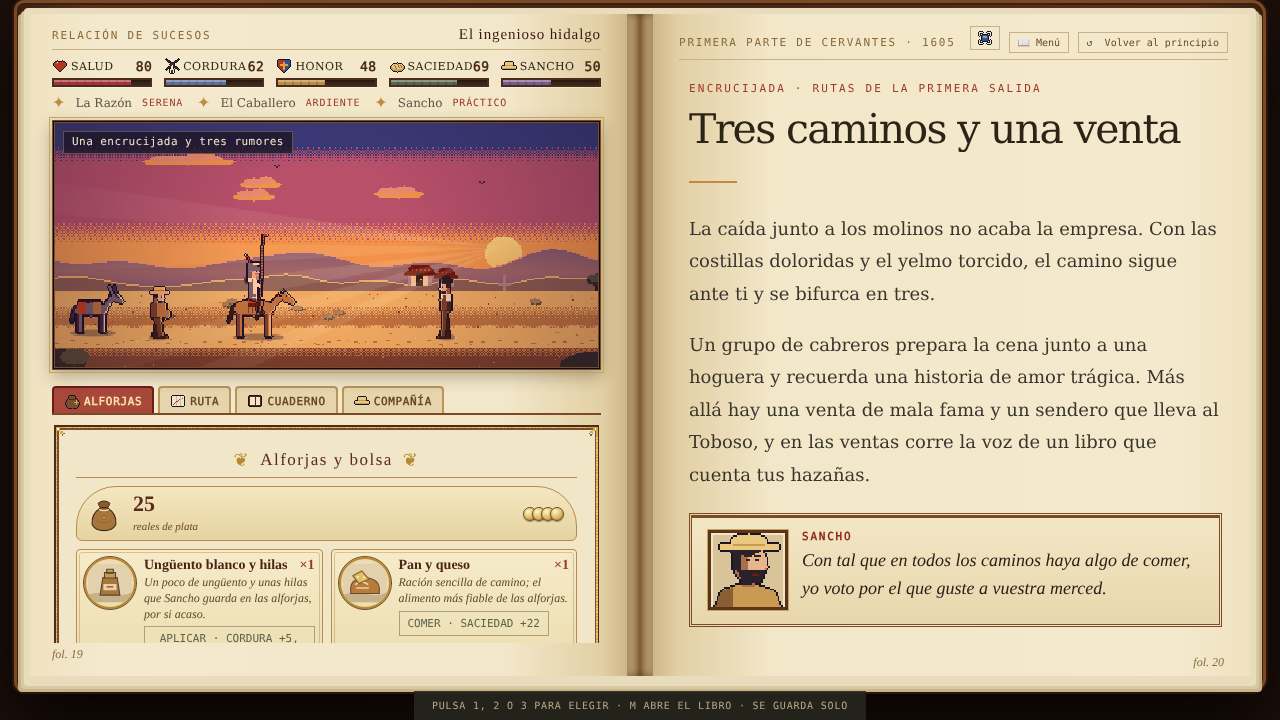 RELACIÓN DE SUCESOS
El ingenioso hidalgo
SALUD 80
CORDURA 62
HONOR 48
SACIEDAD 69
SANCHO 50
✦ La Razón SERENA ✦ El Caballero ARDIENTE ✦ Sancho PRÁCTICO
Una encrucijada y tres rumores
ALFORJAS
RUTA
CUADERNO
COMPAÑÍA
❦ Alforjas y bolsa ❦
25
reales de plata
Ungüento blanco y hilas ×1
Un poco de ungüento y unas hilas
que Sancho guarda en las alforjas,
por si acaso.
APLICAR · CORDURA +5,
Pan y queso ×1
Ración sencilla de camino; el
alimento más fiable de las alforjas.
COMER · SACIEDAD +22
fol. 19
PRIMERA PARTE DE CERVANTES · 1605
📖 Menú
↺ Volver al principio
ENCRUCIJADA · RUTAS DE LA PRIMERA SALIDA
Tres caminos y una venta
La caída junto a los molinos no acaba la empresa. Con las
costillas doloridas y el yelmo torcido, el camino sigue
ante ti y se bifurca en tres.
Un grupo de cabreros prepara la cena junto a una
hoguera y recuerda una historia de amor trágica. Más
allá hay una venta de mala fama y un sendero que lleva al
Toboso, y en las ventas corre la voz de un libro que
cuenta tus hazañas.
SANCHO
Con tal que en todos los caminos haya algo de comer,
yo voto por el que guste a vuestra merced.
fol. 20
PULSA 1, 2 O 3 PARA ELEGIR · M ABRE EL LIBRO · SE GUARDA SOLO